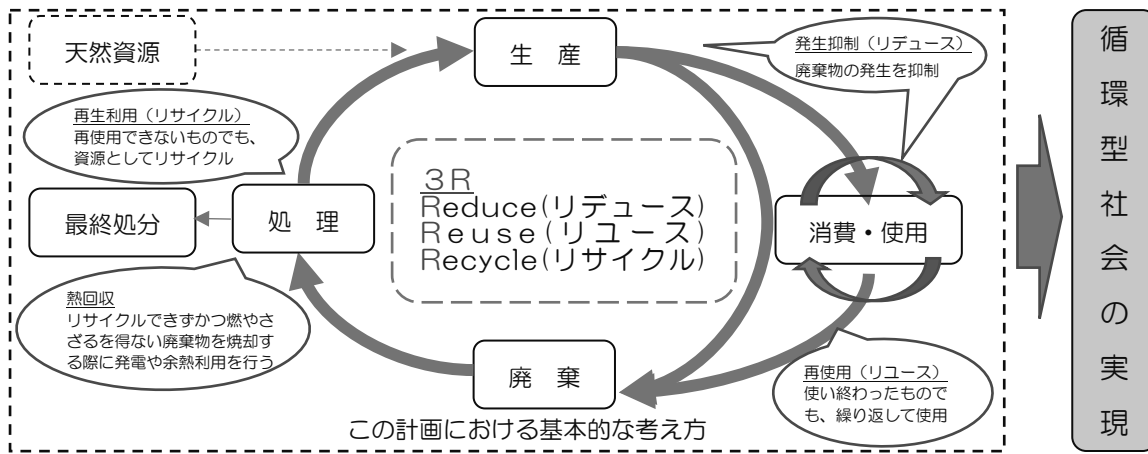 天然資源
生　産
発生抑制（リデュース）
廃棄物の発生を抑制
再生利用（リサイクル）
再使用できないものでも、
資源としてリサイクル
3R
Reduce(リデュース)
Reuse(リユース)
Recycle(リサイクル)
最終処分
処　理
消費・使用
熱回収
リサイクルできずかつ燃やさ
ざるを得ない廃棄物を焼却す
る際に発電や余熱利用を行う
廃　棄
再使用（リユース）
使い終わったもので
も、繰り返して使用
この計画における基本的な考え方
循環型社会の実現